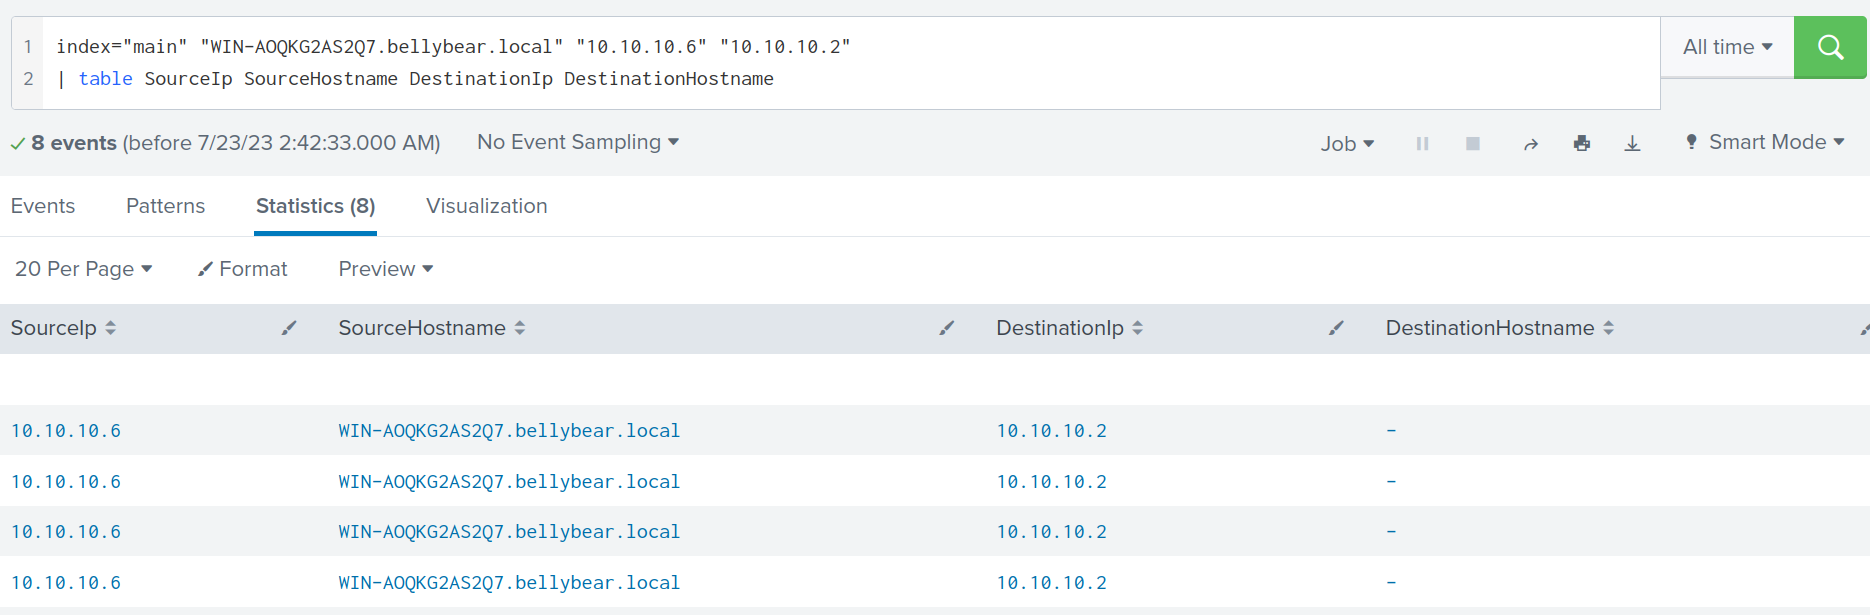 1 index="main" "WIN-AOQKG2AS2Q7.bellybear.local" "10.10.10.6" "10.10.10.2"
2 | table SourceIp SourceHostname DestinationIp DestinationHostname
All time
8 events (before 7/23/23 2:42:33.000 AM) No Event Sampling Job Smart Mode
Events Patterns Statistics (8) Visualization
20 Per Page Format Preview
SourceIp SourceHostname DestinationIp DestinationHostname
10.10.10.6 WIN-AOQKG2AS2Q7.bellybear.local 10.10.10.2 -
10.10.10.6 WIN-AOQKG2AS2Q7.bellybear.local 10.10.10.2 -
10.10.10.6 WIN-AOQKG2AS2Q7.bellybear.local 10.10.10.2 -
10.10.10.6 WIN-AOQKG2AS2Q7.bellybear.local 10.10.10.2 -